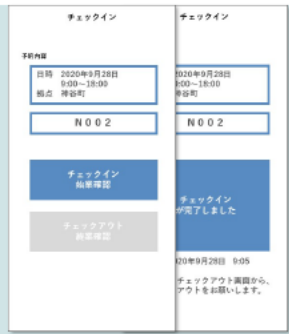 チェックイン
予約内容
日時 2020年9月28日
9:00~18:00
拠点 神谷町
N002
チェックイン
始業確認
チェックアウト
終業確認
チェックイン
2020年9月28日
9:00~18:00
神谷町
N002
チェックイン
が完了しました
020年9月28日 9:05
チェックアウト画面から、
アウトをお願いします。